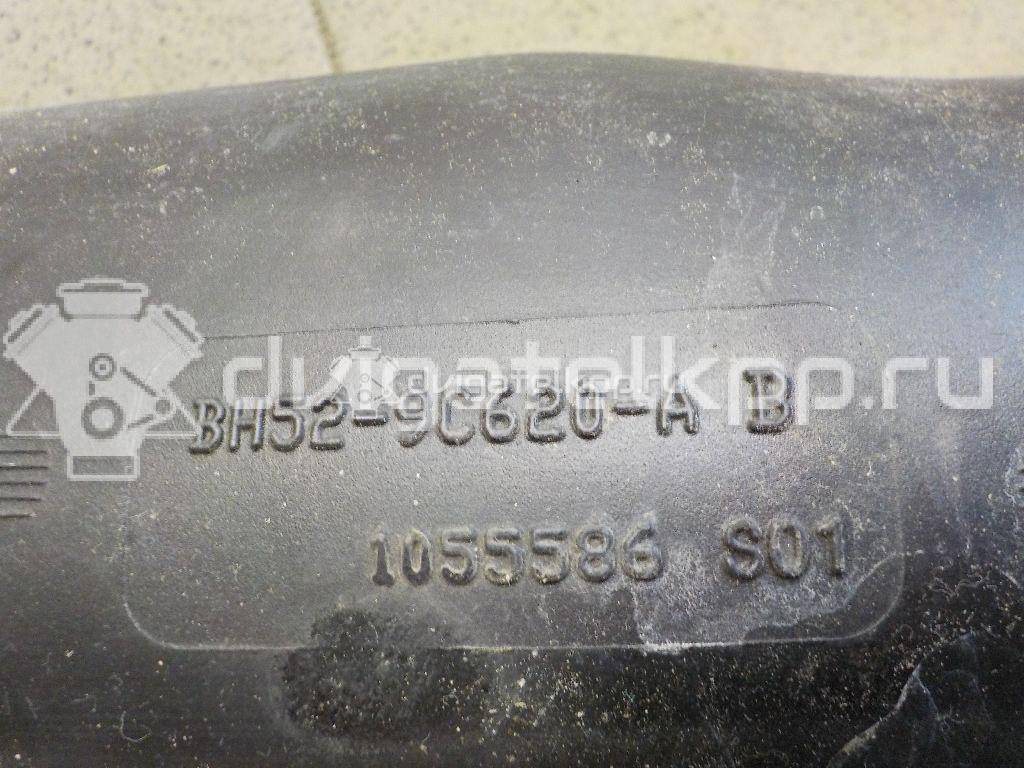 dvigatelkpp.ru
BH52-9C620-A B
1055586 S01